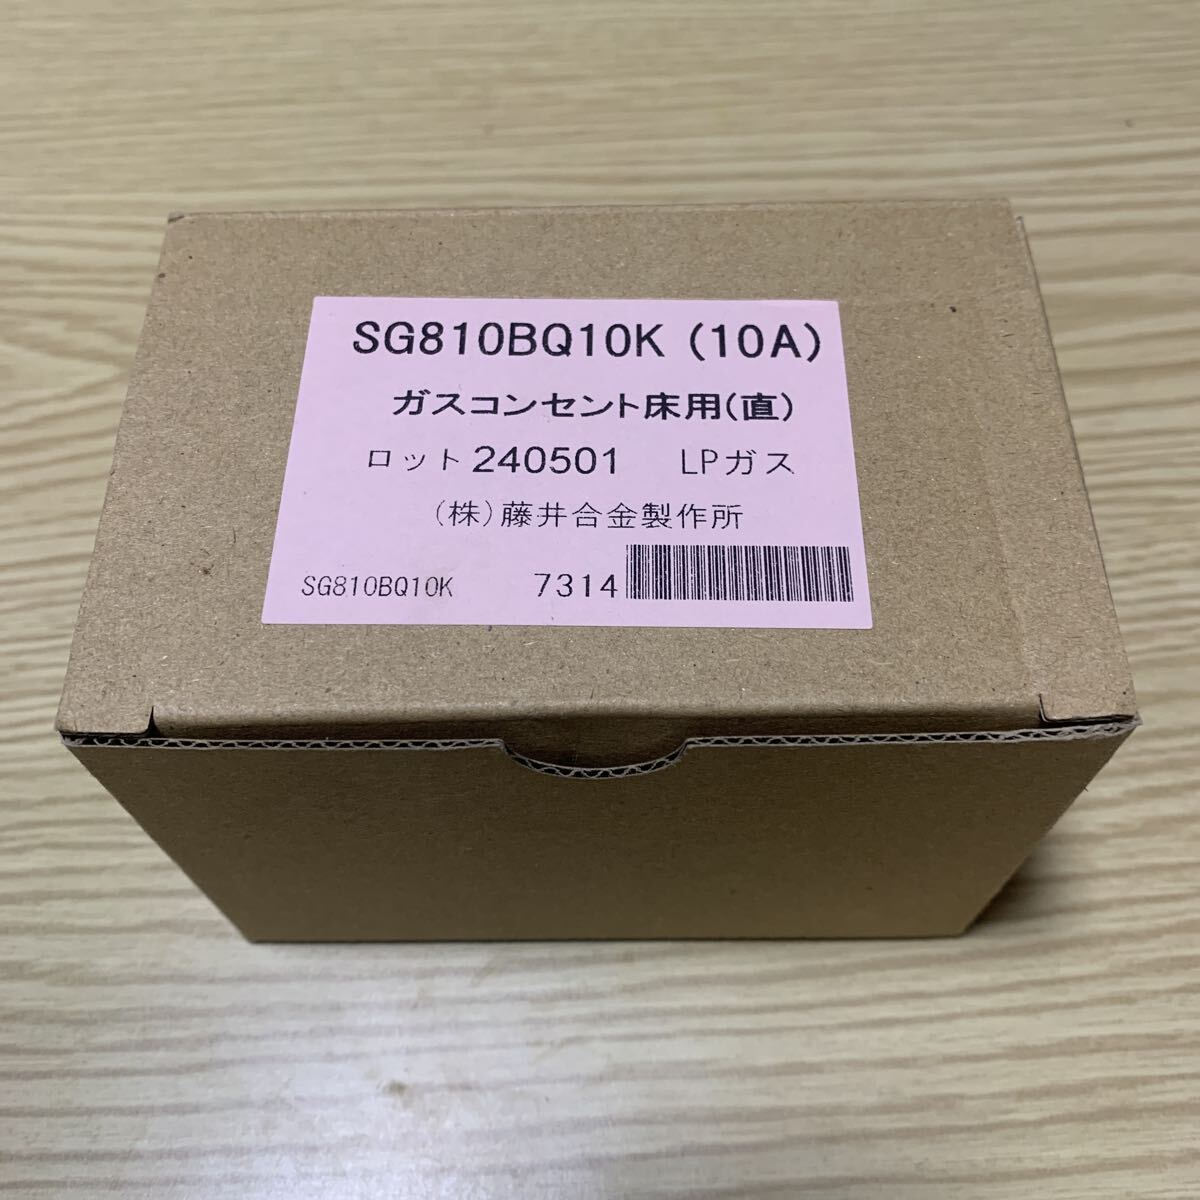 SG810BQ10K (10A)
ガスコンセント床用(直)
ロット 240501 LPガス
(株)藤井合金製作所
SG810BQ10K 7314